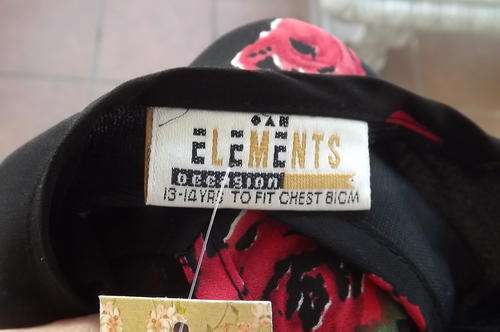 ELEMENTS
occasion
13-14YRS TO FIT CHEST 81CM